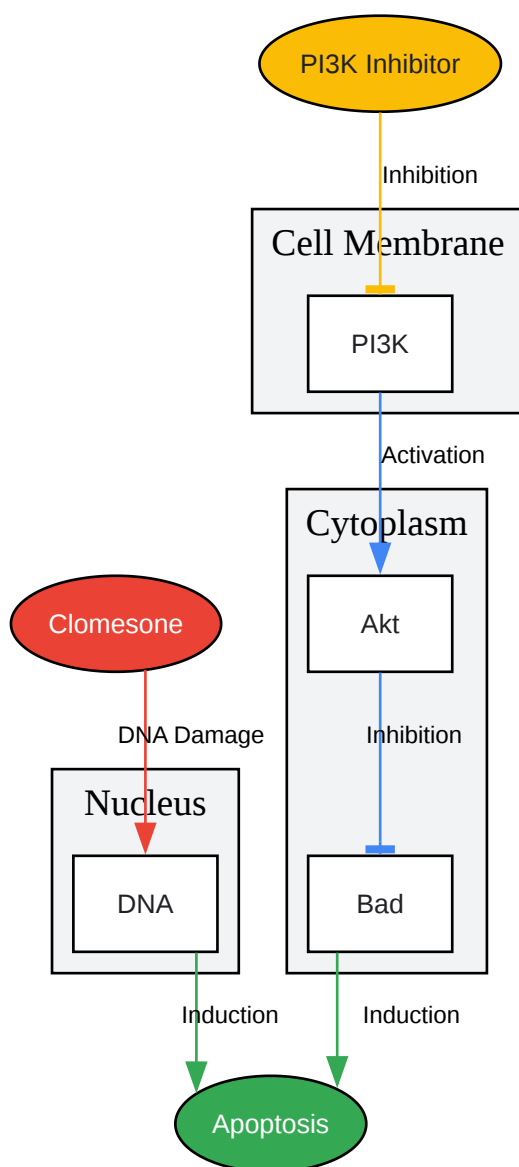 PI3K Inhibitor
Inhibition
Cell Membrane
PI3K
Activation
Cytoplasm
Clomesone
Akt
DNA Damage
Inhibition
Nucleus
DNA
Bad
Induction
Induction
Apoptosis